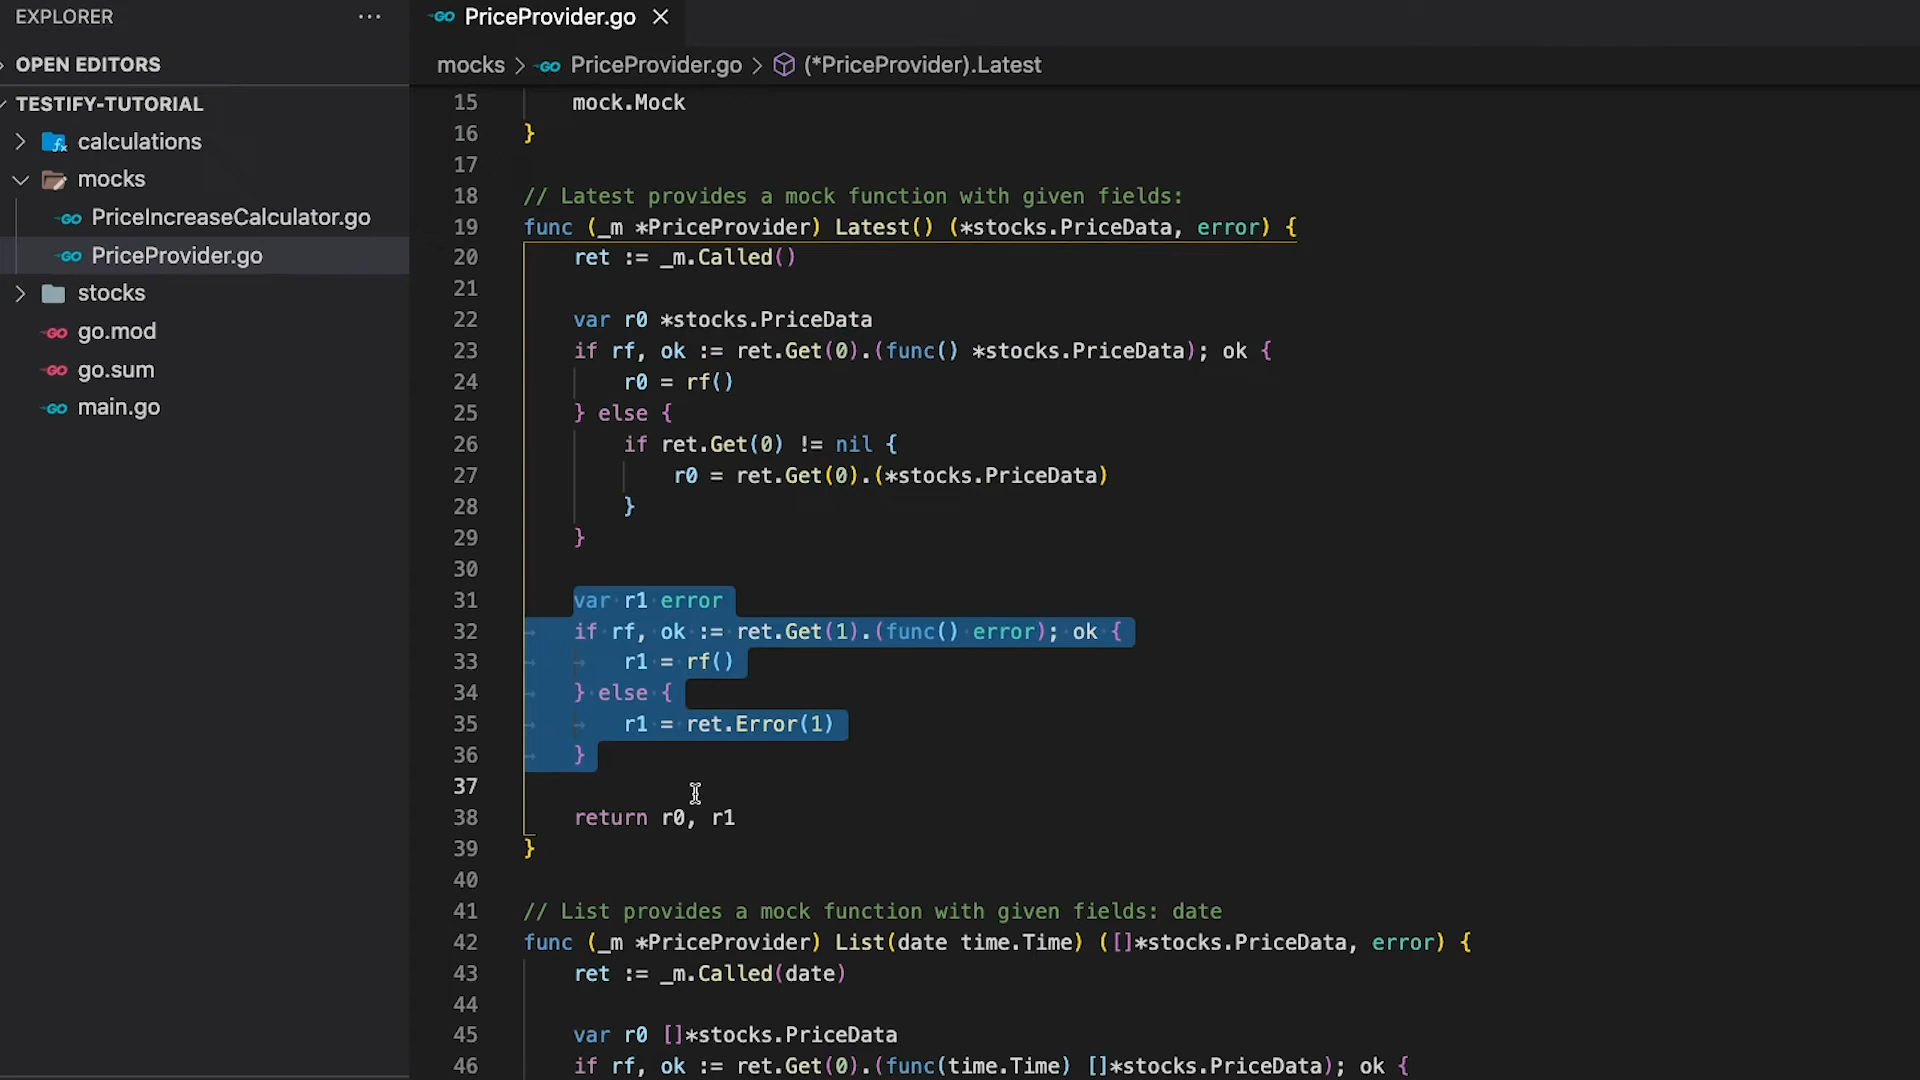 EXPLORER ...
OPEN EDITORS
TESTIFY-TUTORIAL
calculations
mocks
PriceIncreaseCalculator.go
PriceProvider.go
stocks
go.mod
go.sum
main.go
PriceProvider.go
mocks > PriceProvider.go > (*PriceProvider).Latest
15 mock.Mock
16 }
17
18 // Latest provides a mock function with given fields:
19 func (_m *PriceProvider) Latest() (*stocks.PriceData, error) {
20 ret := _m.Called()
21
22 var r0 *stocks.PriceData
23 if rf, ok := ret.Get(0).(func() *stocks.PriceData); ok {
24 r0 = rf()
25 } else {
26 if ret.Get(0) != nil {
27 r0 = ret.Get(0).(*stocks.PriceData)
28 }
29 }
30
31 var r1 error
32 if rf, ok := ret.Get(1).(func() error); ok {
33 r1 = rf()
34 } else {
35 r1 = ret.Error(1)
36 }
37
38 return r0, r1
39 }
40
41 // List provides a mock function with given fields: date
42 func (_m *PriceProvider) List(date time.Time) ([]*stocks.PriceData, error) {
43 ret := _m.Called(date)
44
45 var r0 []*stocks.PriceData
46 if rf, ok := ret.Get(0).(func(time.Time) []*stocks.PriceData); ok {